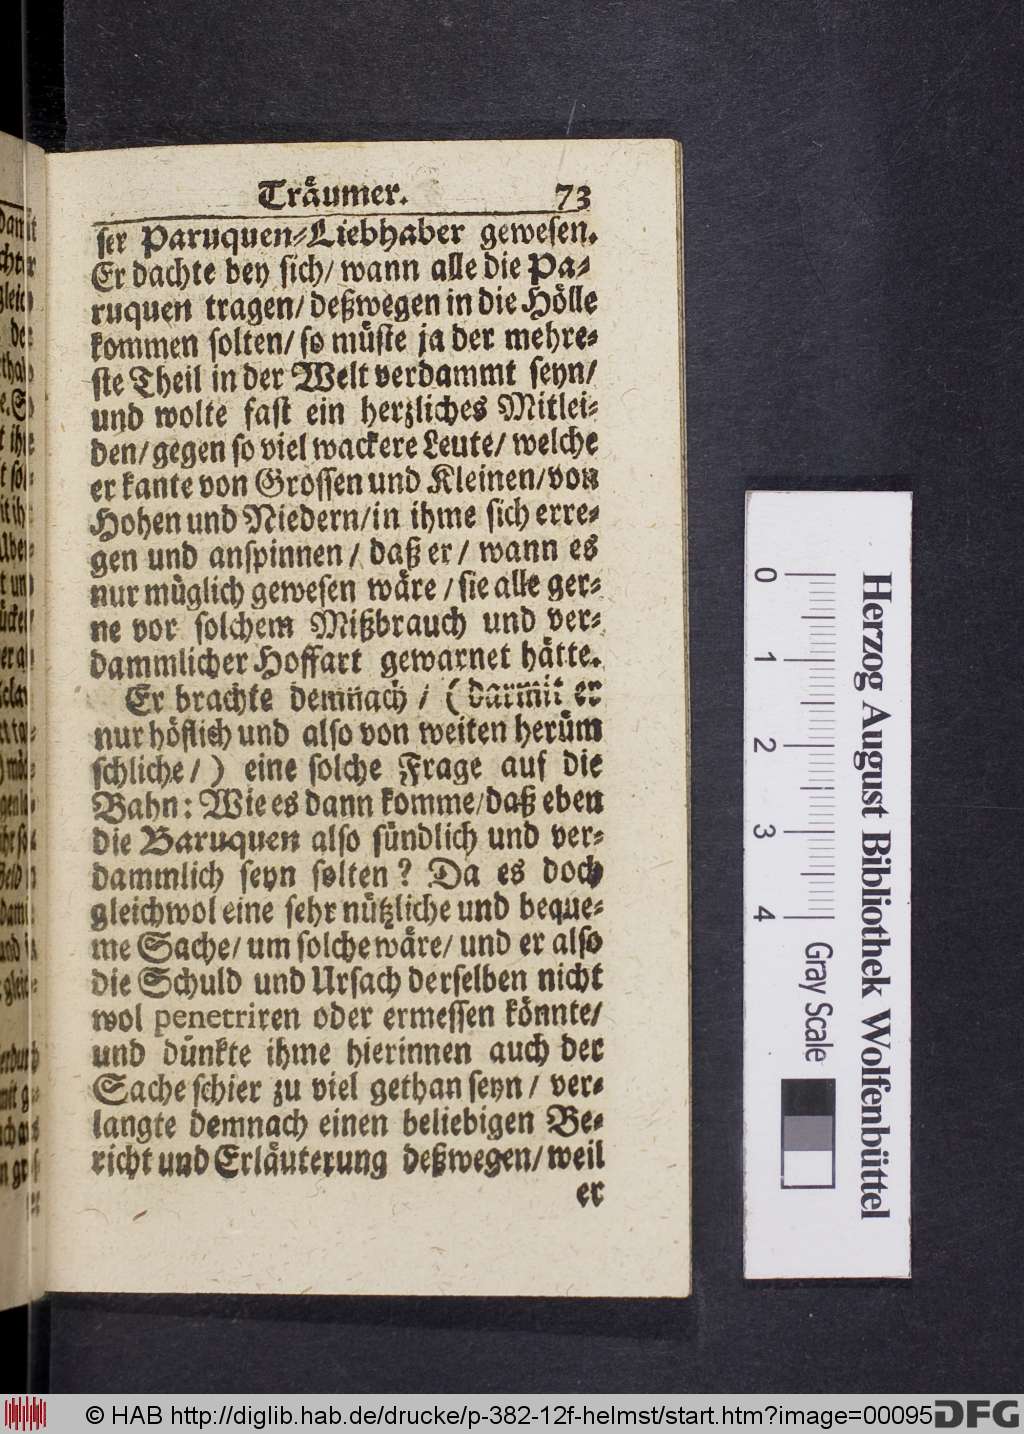 Träumer. 73
ser Paruquen-Liebhaber gewesen.
Er dachte bey sich/ wann alle die Pa-
ruquen tragen/ deßwegen in die Hölle
kommen solten/ so müste ja der mehre-
ste Theil in der Welt verdammt seyn/
und wolte fast ein herzliches Mitlei-
den/ gegen so viel wackere Leute/ welche
er kante von Grossen und Kleinen/ von
Hohen und Niedern/ in ihme sich erre-
gen und anspinnen/ daß er/ wann es
nur müglich gewesen wäre/ sie alle ger-
ne vor solchem Mißbrauch und ver-
dammlicher Hoffart gewarnet hätte.
Er brachte demnach/ (darmit er
nur höflich und also von weiten herüm
schliche/) eine solche Frage auf die
Bahn: Wie es dann komme/ daß eben
die Baruquen also sündlich und ver-
dammlich seyn solten? Da es doch
gleichwol eine sehr nützliche und beque-
me Sache/ um solche wäre/ und er also
die Schuld und Ursach derselben nicht
wol penetriren oder ermessen könnte/
und dünkte ihme hierinnen auch der
Sache schier zu viel gethan seyn/ ver-
langte demnach einen beliebigen Be-
richt und Erläuterung deßwegen/ weil
er
0 1 2 3 4 Gray Scale
Herzog August Bibliothek Wolfenbüttel
© HAB http://diglib.hab.de/drucke/p-382-12f-helmst/start.htm?image=00095
DFG